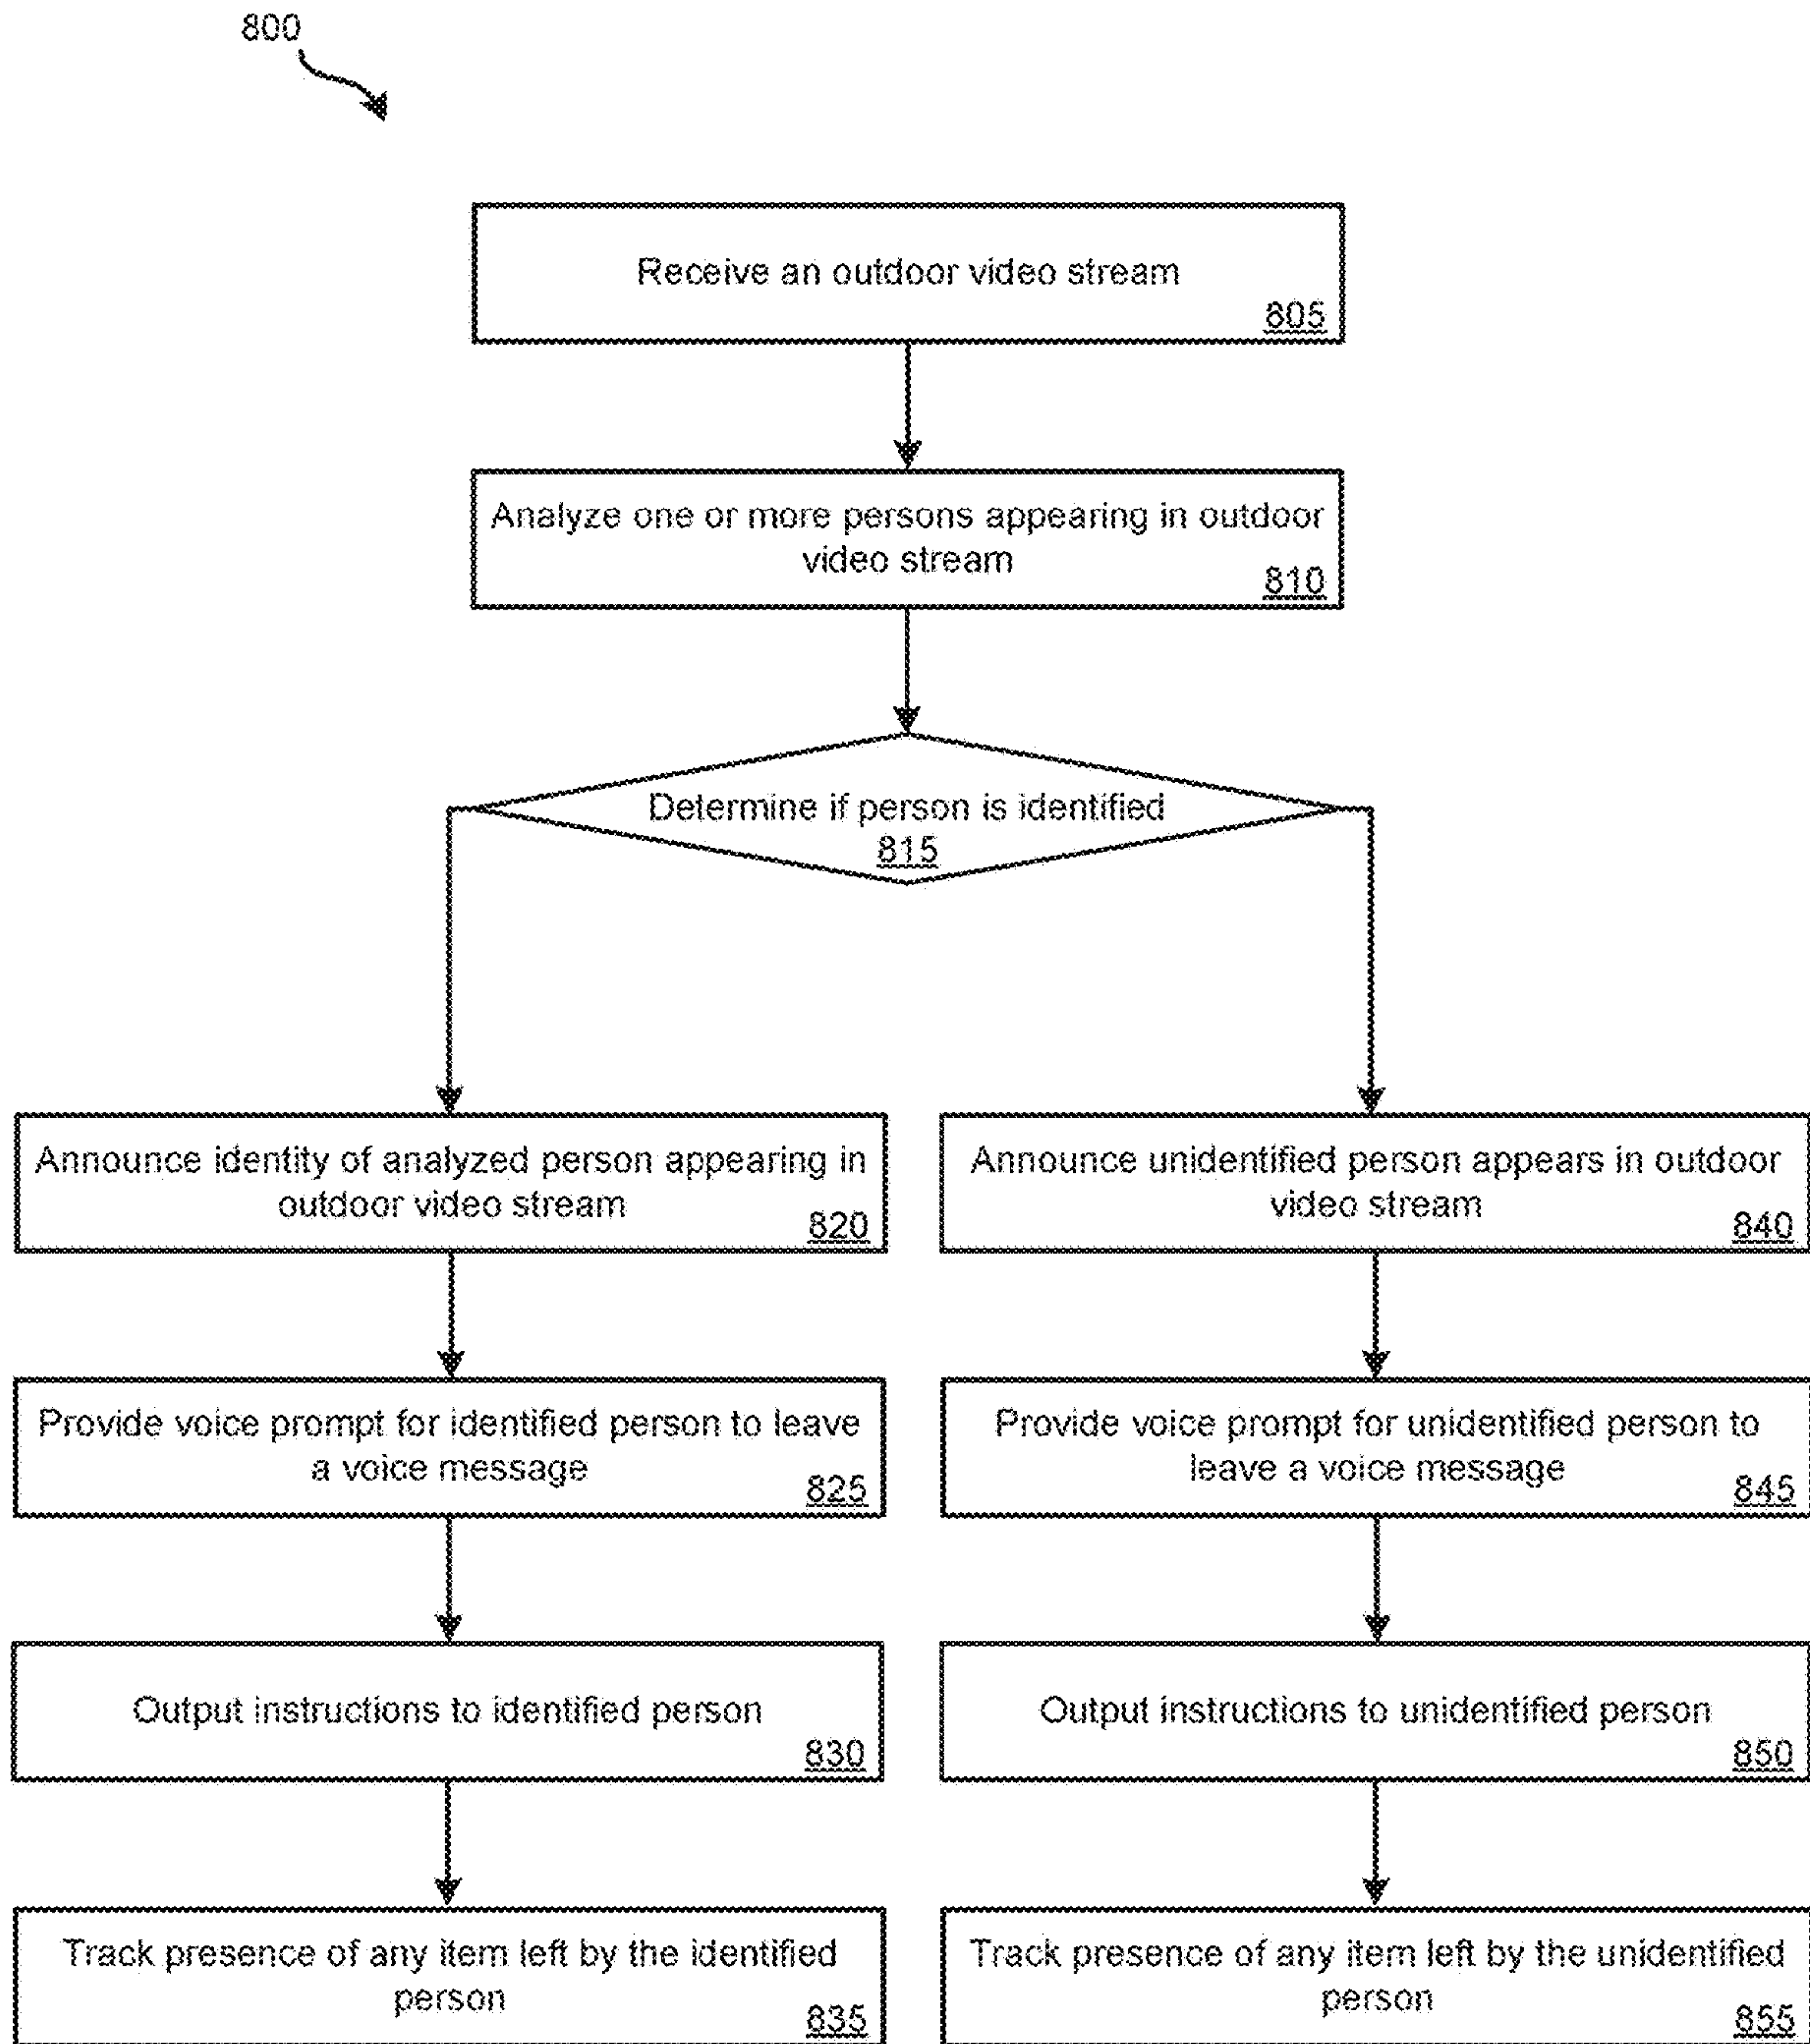 800
Receive an outdoor video stream
805
Analyze one or more persons appearing in outdoor
video stream
810
Determine if person is identified
815
Announce identity of analyzed person appearing in
outdoor video stream
820
Provide voice prompt for identified person to leave
a voice message
825
Output instructions to identified person
830
Track presence of any item left by the identified
person
835
Announce unidentified person appears in outdoor
video stream
840
Provide voice prompt for unidentified person to
leave a voice message
845
Output instructions to unidentified person
850
Track presence of any item left by the unidentified
person
855